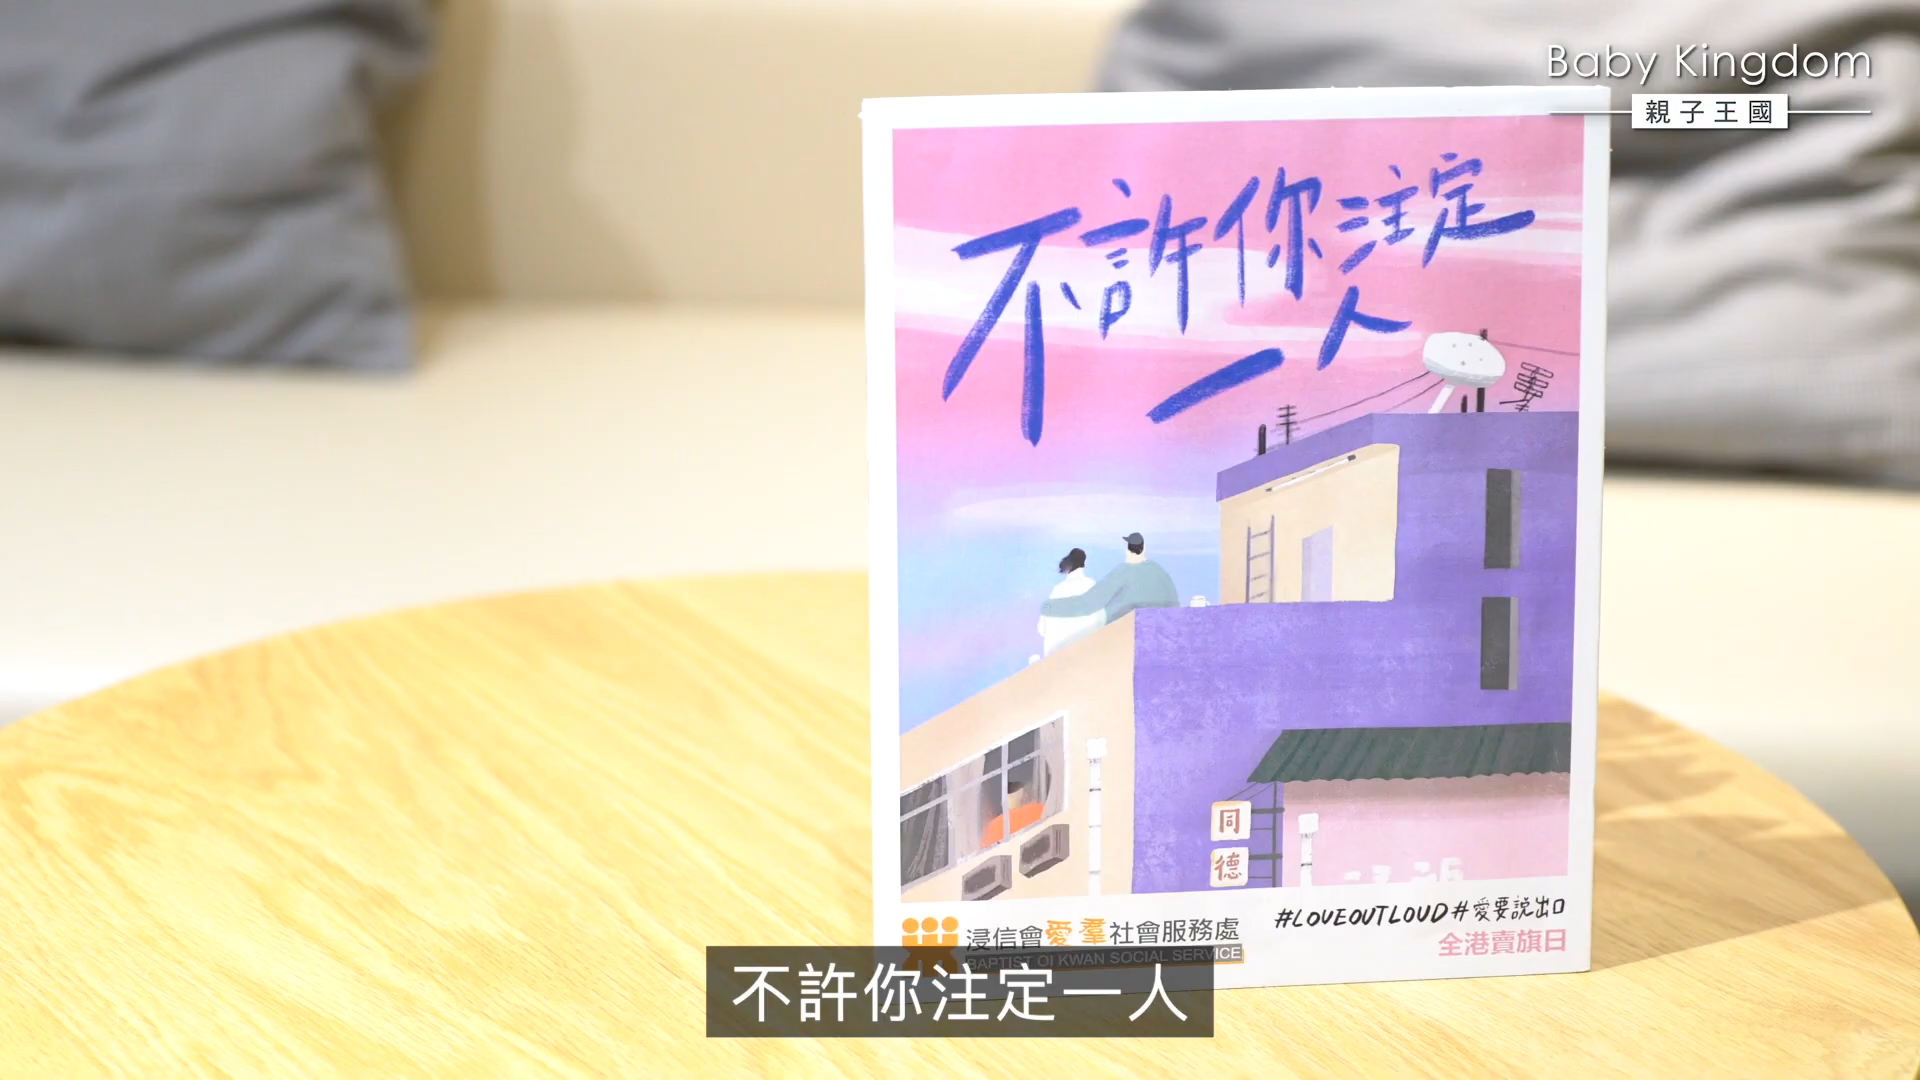 Baby Kingdom
親子王國
不許你注定
一人
同
德
#LOVEOUTLOUD#愛要説出口
浸信會愛羣社會服務處
全港賣旗日
BAPTIST OI KWAN SOCIAL SERVICE
不許你注定一人